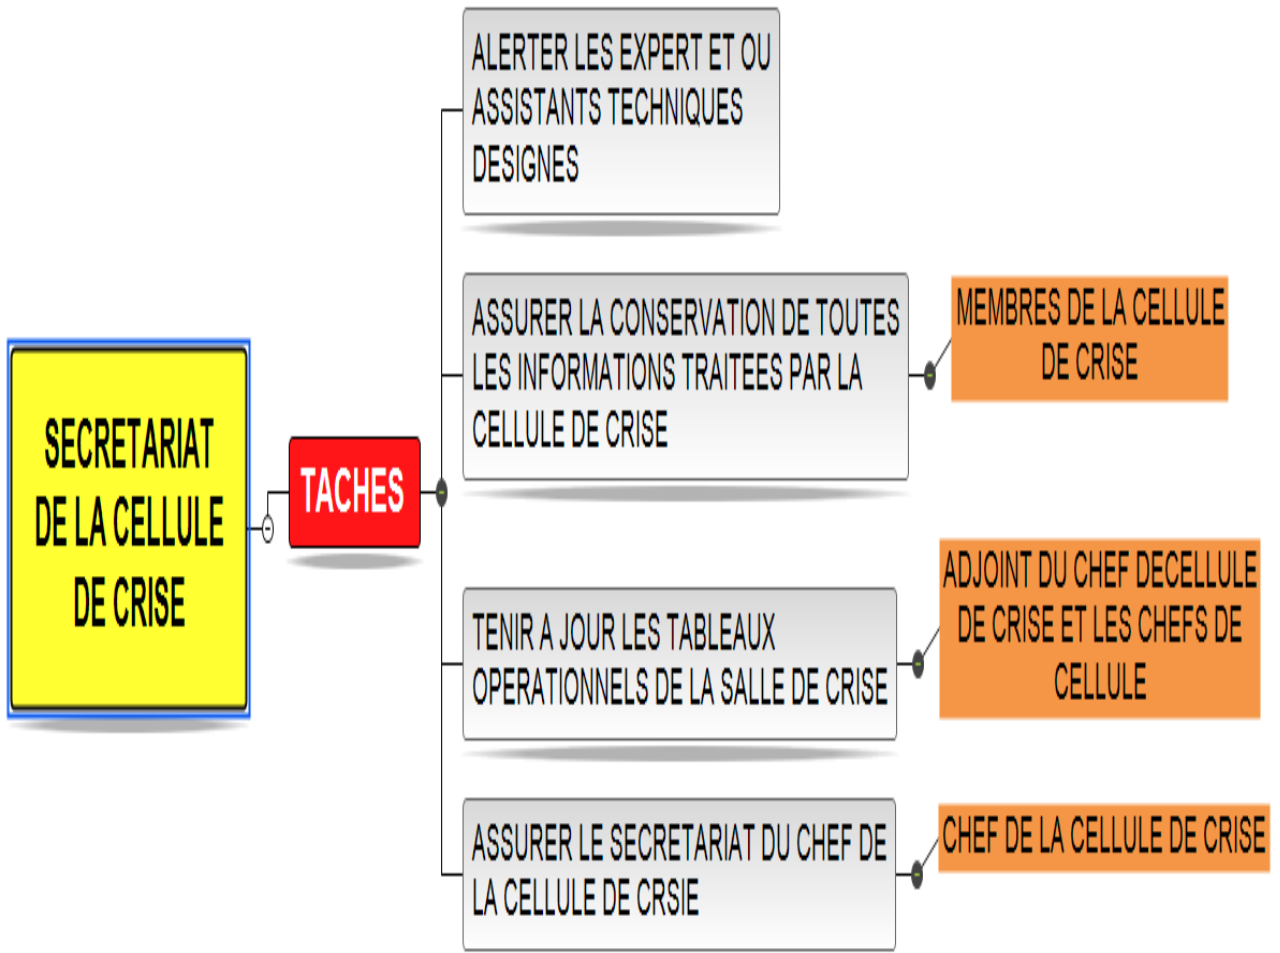 SECRETARIAT
DE LA CELLULE
DE CRISE
TACHES
ALERTER LES EXPERT ET OU
ASSISTANTS TECHNIQUES
DESIGNES
ASSURER LA CONSERVATION DE TOUTES
LES INFORMATIONS TRAITEES PAR LA
CELLULE DE CRISE
MEMBRES DE LA CELLULE
DE CRISE
TENIR A JOUR LES TABLEAUX
OPERATIONNELS DE LA SALLE DE CRISE
ADJOINT DU CHEF DECELLULE
DE CRISE ET LES CHEFS DE
CELLULE
ASSURER LE SECRETARIAT DU CHEF DE
LA CELLULE DE CRSIE
CHEF DE LA CELLULE DE CRISE